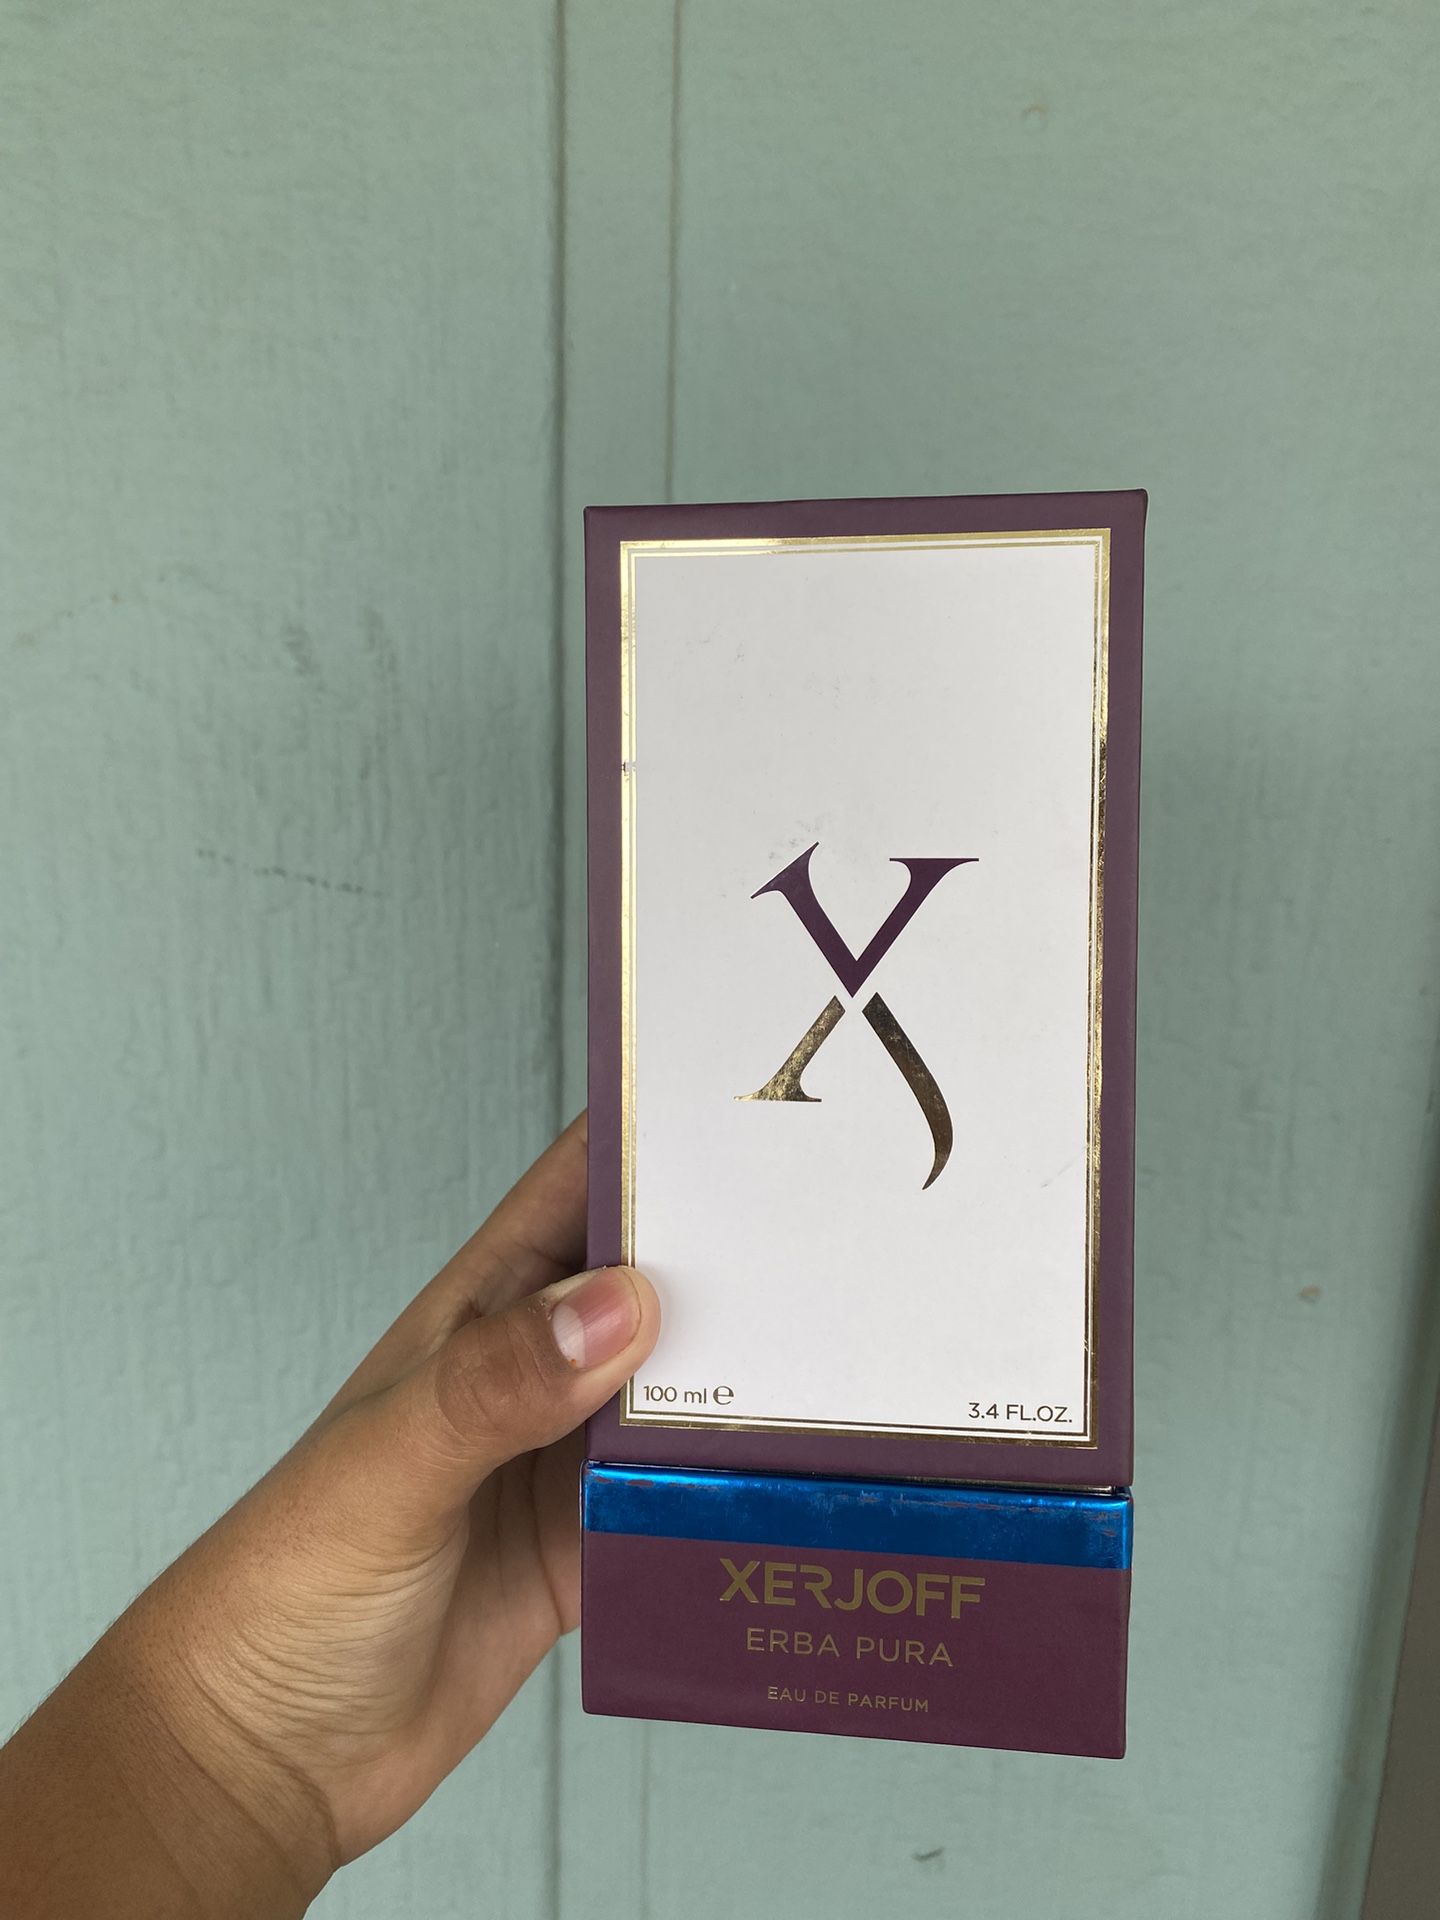 X
100 ml ℮
3.4 FL.OZ.
XERJOFF
ERBA PURA
EAU DE PARFUM